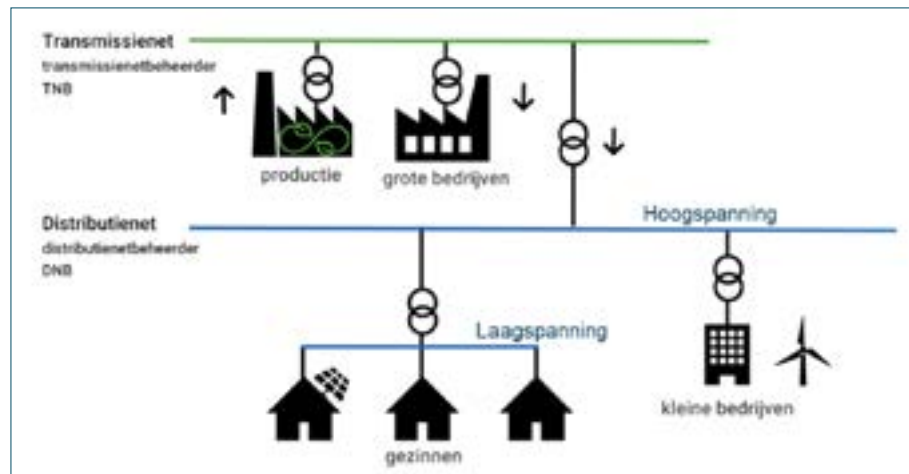 Transmissienet
transmissienetbeheerder
TNB
productie
grote bedrijven
Hoogspanning
Distributienet
distributienetbeheerder
DNB
Laagspanning
kleine bedrijven
gezinnen